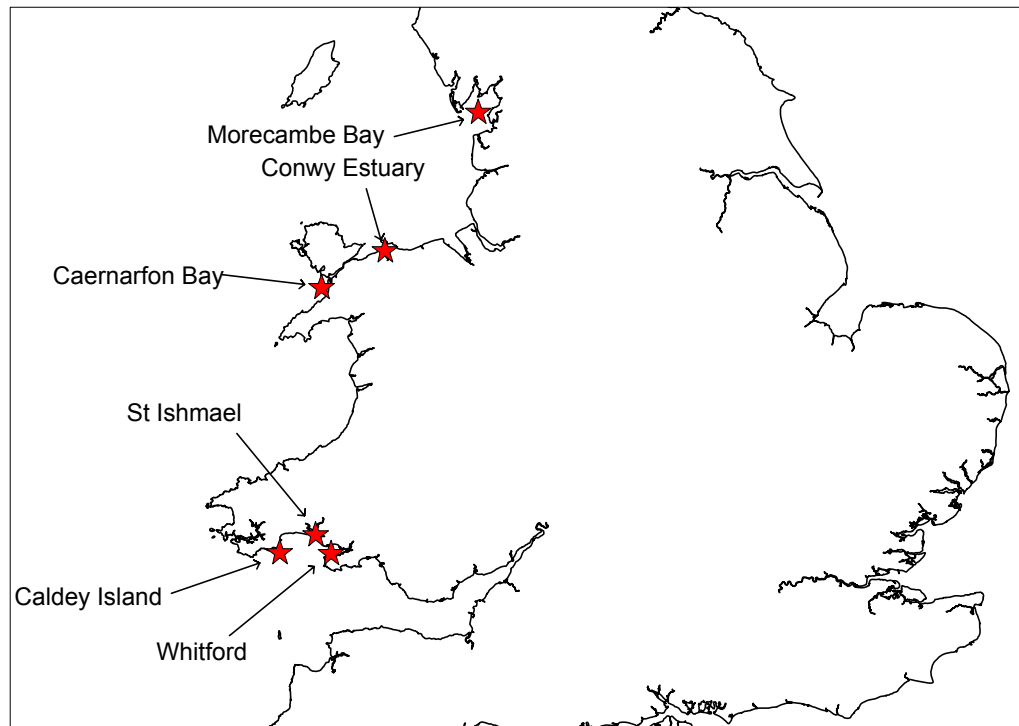 Morecambe Bay
Conwy Estuary
Caernarfon Bay
St Ishmael
Caldey Island
Whitford